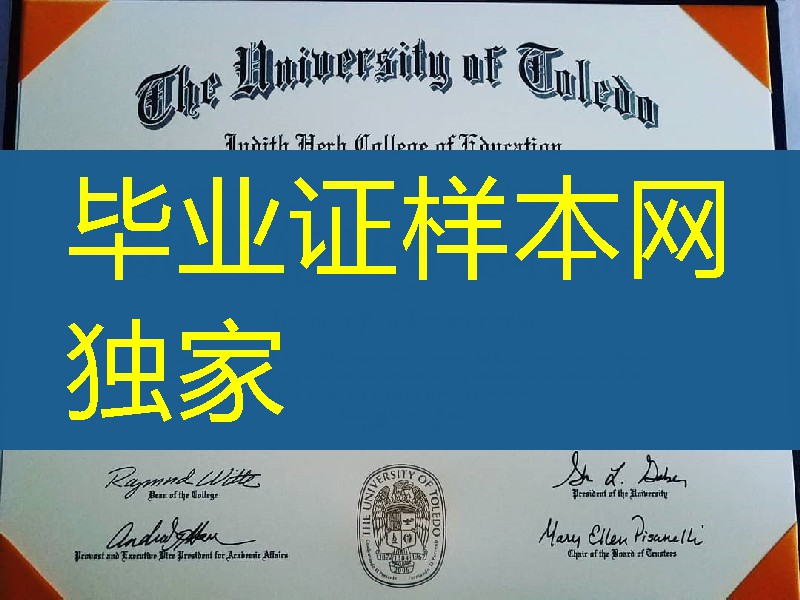 The University of Toledo
Judith Herb College of Education
毕业证样本网
独家
Dean of the College
President of the University
THE UNIVERSITY OF TOLEDO
Mary Ellen Pisanelli
Provost and Executive Vice President for Academic Affairs
Chair of the Board of Trustees